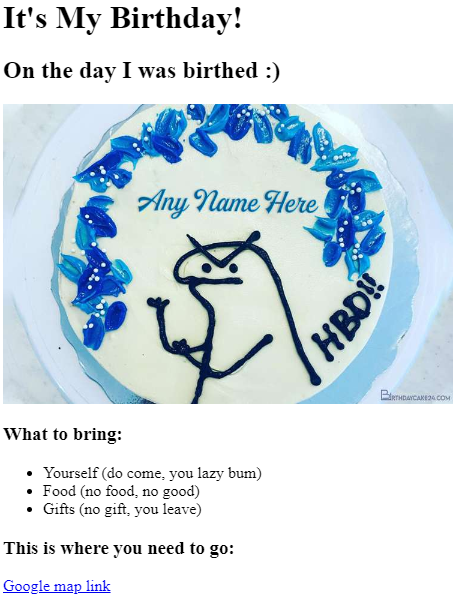 It's My Birthday!
On the day I was birthed :)
Any Name Here
HBD!!
BIRTHDAYCAKE24.COM
What to bring:
Yourself (do come, you lazy bum)
Food (no food, no good)
Gifts (no gift, you leave)
This is where you need to go:
Google map link